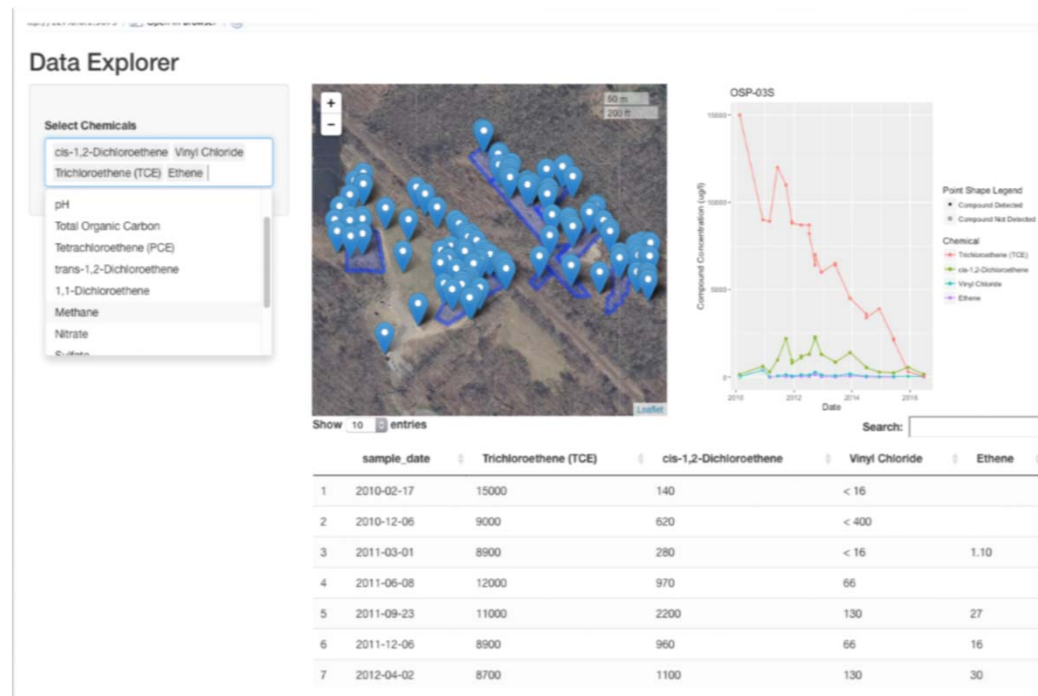 Data Explorer
Select Chemicals
cis-1,2-Dichloroethene Vinyl Chloride
Trichloroethene (TCE) Ethene
pH
Total Organic Carbon
Tetrachloroethene (PCE)
trans-1,2-Dichloroethene
1,1-Dichloroethene
Methane
Nitrate
Sulfate
+
−
50 m
200 ft
Leaflet
OSP-03S
Compound Concentration (ug/l)
15000
10000
5000
0
2010 2012 2014 2016
Date
Point Shape Legend
Compound Detected
Compound Not Detected
Chemical
Trichloroethene (TCE)
cis-1,2-Dichloroethene
Vinyl Chloride
Ethene
Show 10 entries
Search:
sample_date Trichloroethene (TCE) cis-1,2-Dichloroethene Vinyl Chloride Ethene
1 2010-02-17 15000 140 < 16
2 2010-12-06 9000 620 < 400
3 2011-03-01 8900 280 < 16 1.10
4 2011-06-08 12000 970 66
5 2011-09-23 11000 2200 130 27
6 2011-12-06 8900 960 66 16
7 2012-04-02 8700 1100 130 30